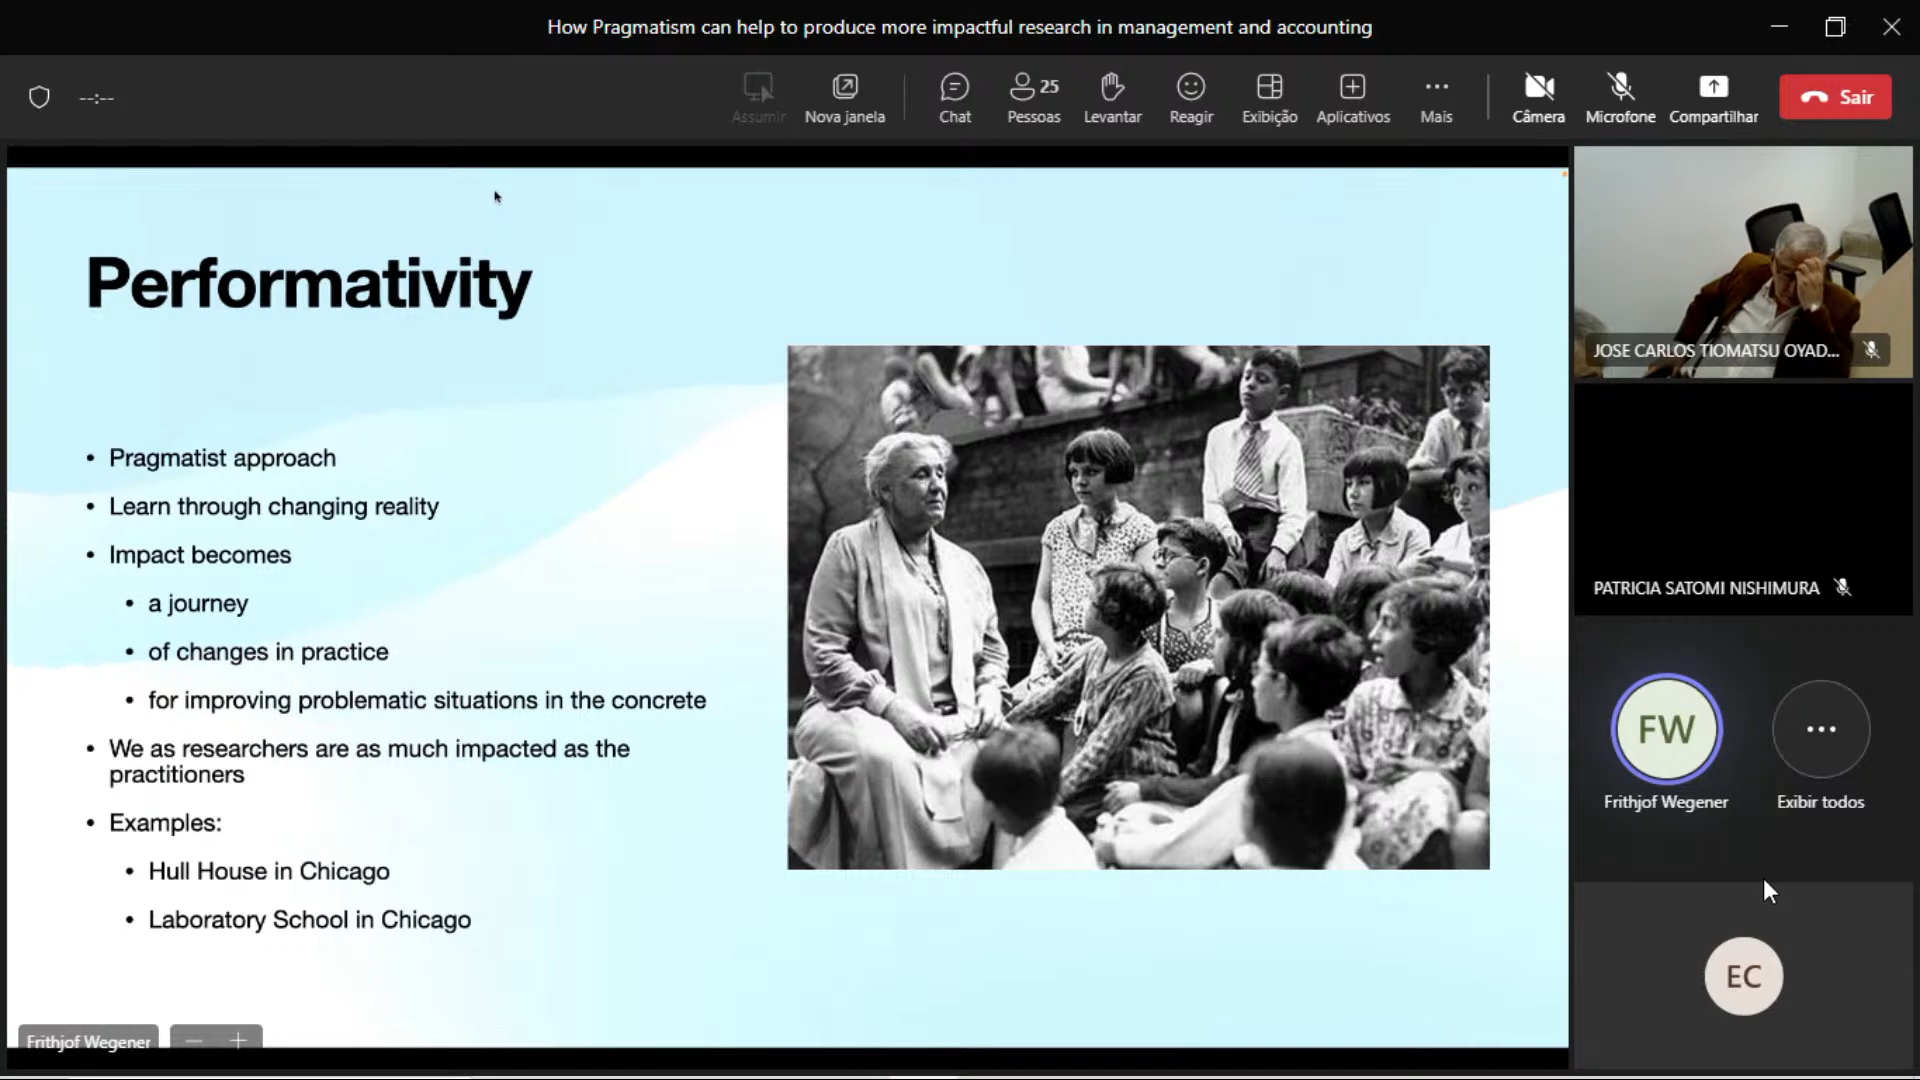 How Pragmatism can help to produce more impactful research in management and accounting
--:--
Assumir
Nova janela
Chat
25
Pessoas
Levantar
Reagir
Exibição
Aplicativos
Mais
Câmera
Microfone
Compartilhar
Sair
Performativity
• Pragmatist approach
• Learn through changing reality
• Impact becomes
• a journey
• of changes in practice
• for improving problematic situations in the concrete
• We as researchers are as much impacted as the
practitioners
• Examples:
• Hull House in Chicago
• Laboratory School in Chicago
Frithjof Wegener
JOSE CARLOS TIOMATSU OYAD...
PATRICIA SATOMI NISHIMURA
FW
Frithjof Wegener
Exibir todos
EC